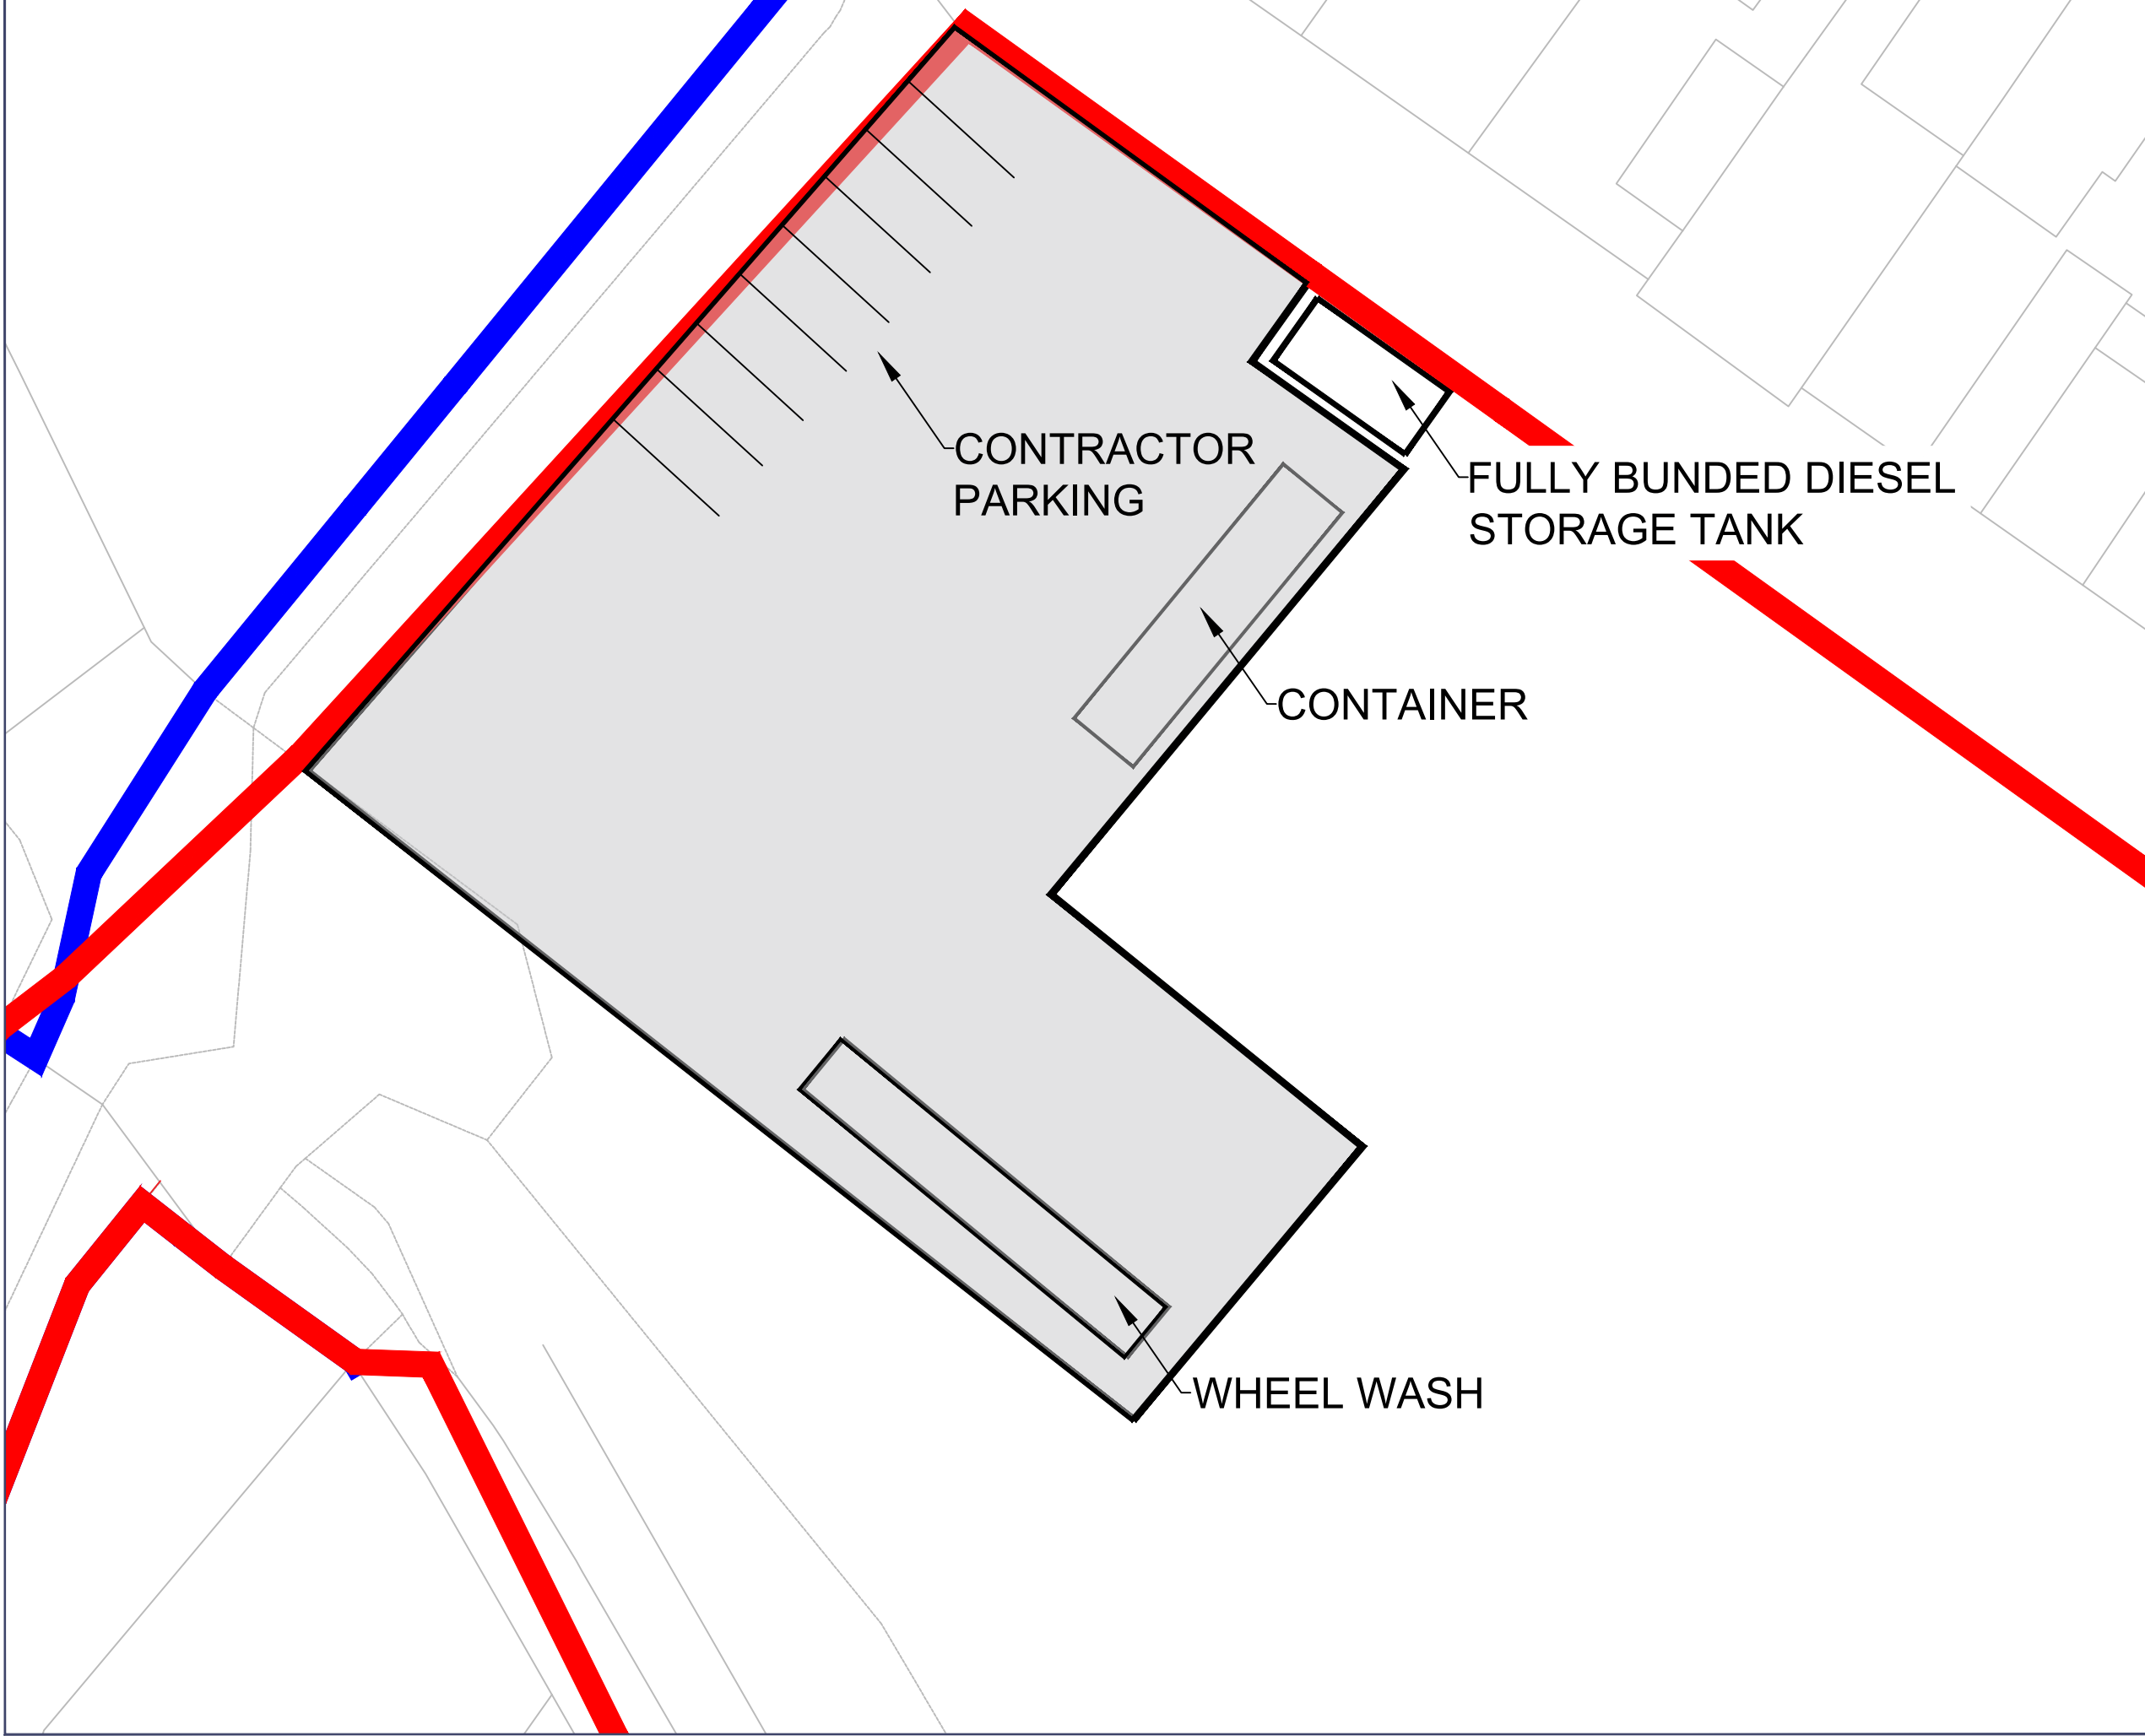 CONTRACTOR
PARKING
FULLY BUNDED DIESEL
STORAGE TANK
CONTAINER
WHEEL WASH